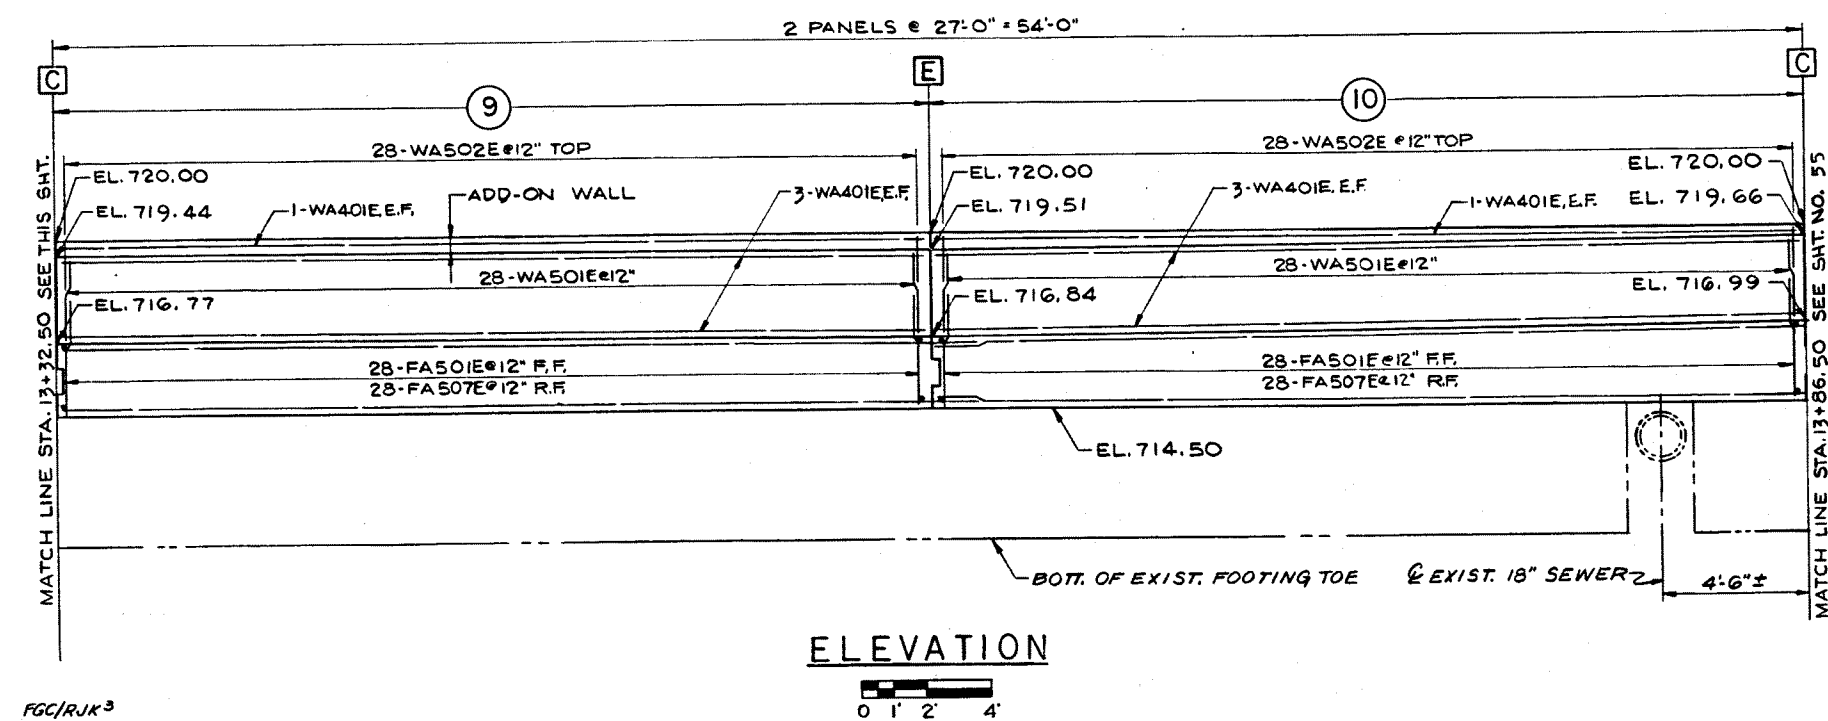 2 PANELS @ 27'-0" = 54'-0"
C
E
C
9
10
28-WA502E@12" TOP
28-WA502E @12" TOP
EL. 720.00
EL. 719.44
1-WA401E, E.F.
ADD-ON WALL
3-WA401E, E.F.
EL. 720.00
EL. 719.51
3-WA401E, E.F.
1-WA401E, E.F.
EL. 720.00
EL. 719.66
28-WA501E@12"
28-WA501E@12"
EL. 716.77
EL. 716.84
EL. 716.99
28-FA501E@12" F.F.
28-FA507E@12" R.F.
28-FA501E@12" F.F.
28-FA507E@12" R.F.
EL. 714.50
MATCH LINE STA. 13+32.50 SEE THIS SHT.
MATCH LINE STA. 13+86.50 SEE SHT. NO. 55
BOTT. OF EXIST. FOOTING TOE
℄ EXIST. 18" SEWER
4'-6"±
ELEVATION
0 1' 2' 4'
FGC/RJK3